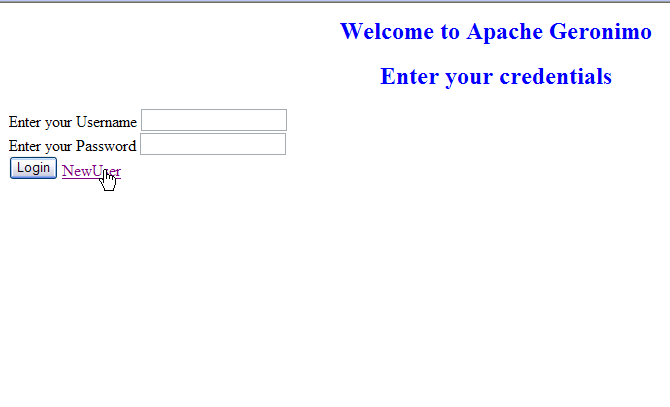 Welcome to Apache Geronimo
Enter your credentials
Enter your Username
Enter your Password
Login NewUser